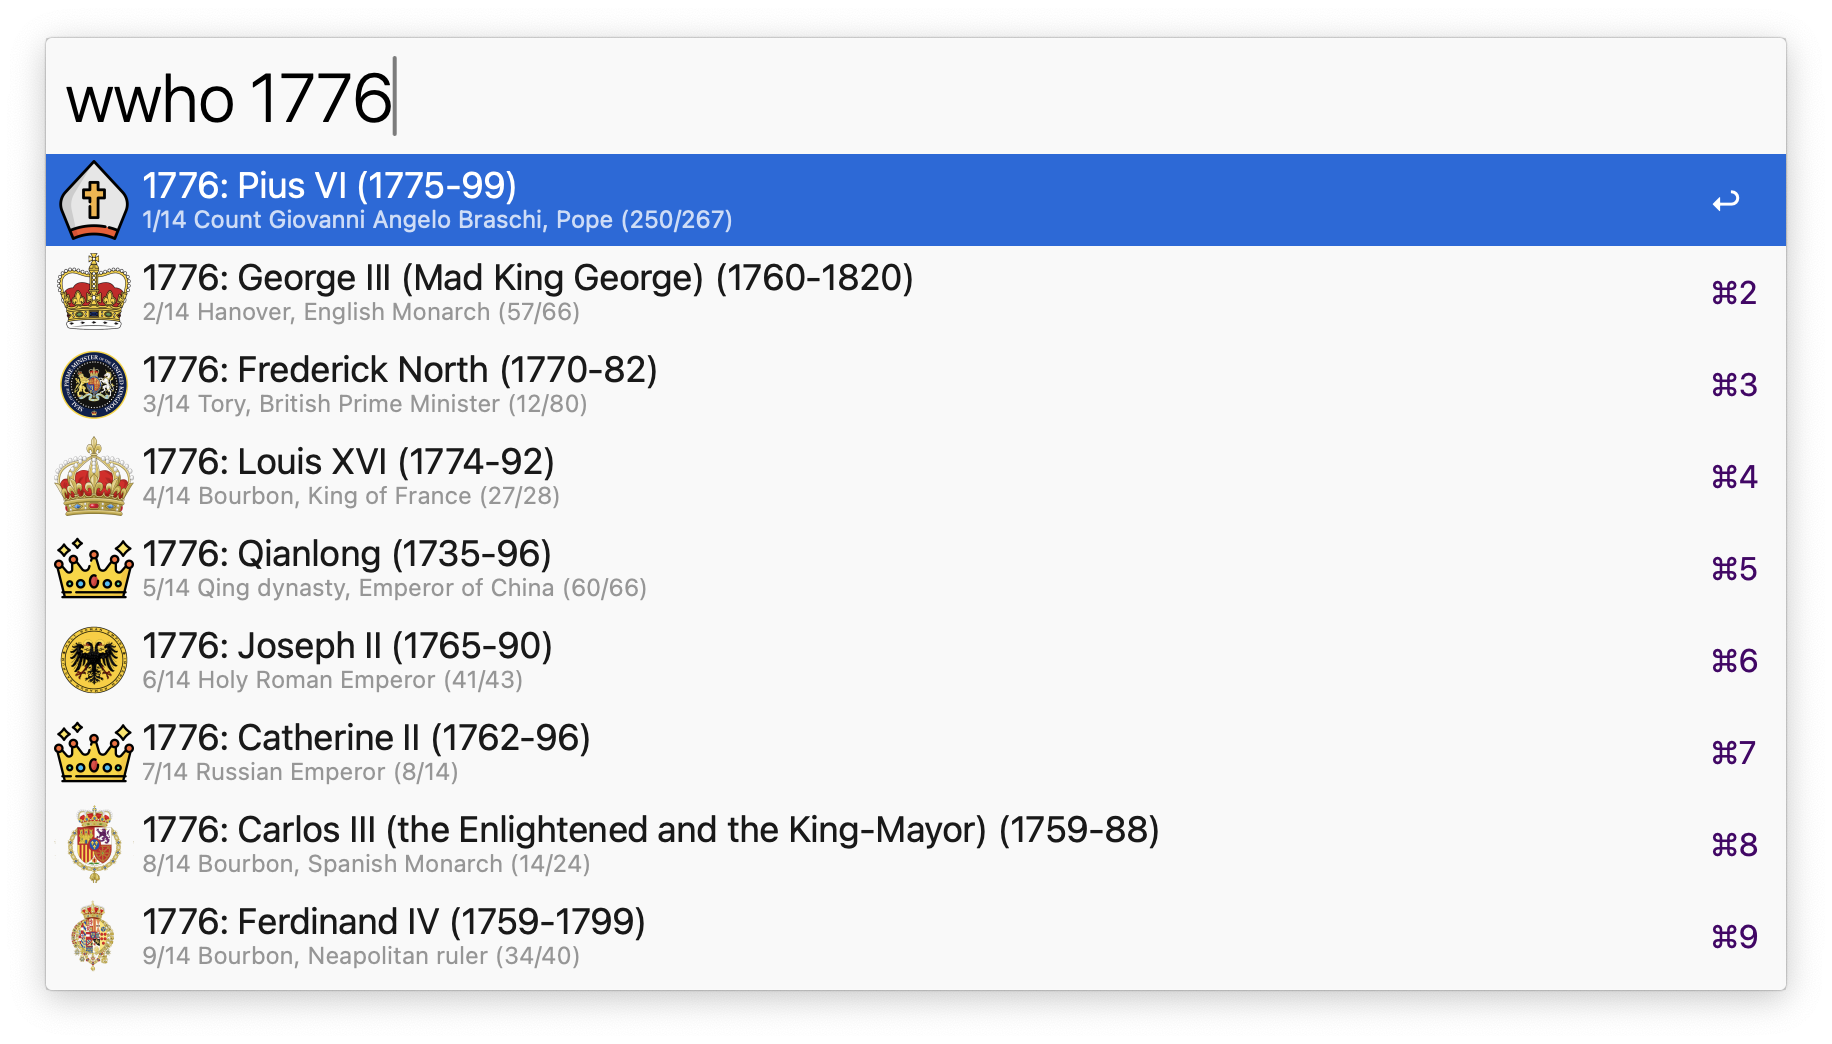 wwho 1776
1776: Pius VI (1775-99)
1/14 Count Giovanni Angelo Braschi, Pope (250/267)
1776: George III (Mad King George) (1760-1820)
2/14 Hanover, English Monarch (57/66)
⌘2
1776: Frederick North (1770-82)
3/14 Tory, British Prime Minister (12/80)
⌘3
1776: Louis XVI (1774-92)
4/14 Bourbon, King of France (27/28)
⌘4
1776: Qianlong (1735-96)
5/14 Qing dynasty, Emperor of China (60/66)
⌘5
1776: Joseph II (1765-90)
6/14 Holy Roman Emperor (41/43)
⌘6
1776: Catherine II (1762-96)
7/14 Russian Emperor (8/14)
⌘7
1776: Carlos III (the Enlightened and the King-Mayor) (1759-88)
8/14 Bourbon, Spanish Monarch (14/24)
⌘8
1776: Ferdinand IV (1759-1799)
9/14 Bourbon, Neapolitan ruler (34/40)
⌘9